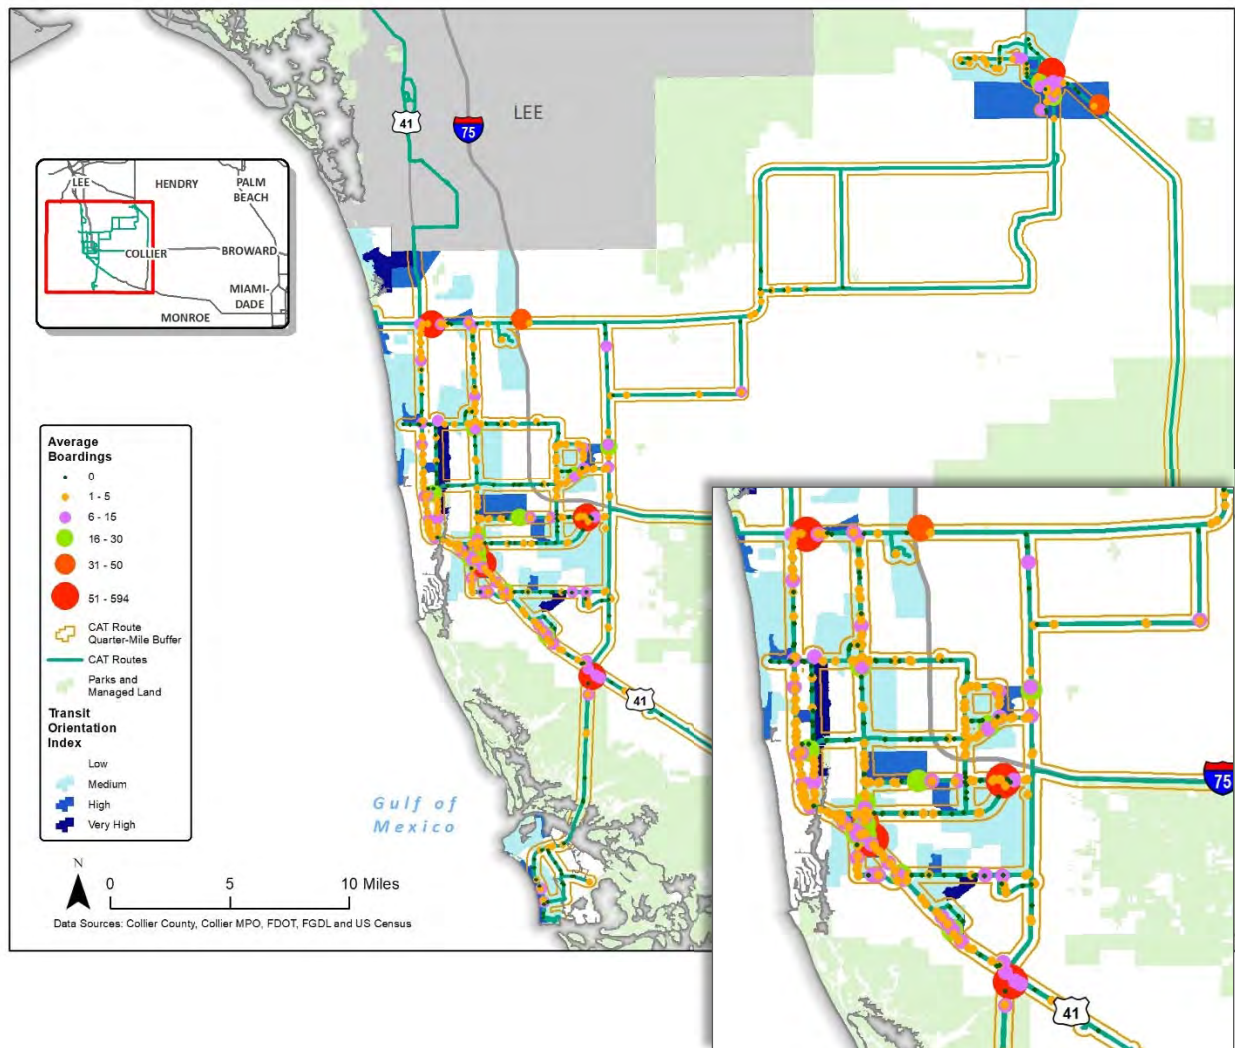 41
75
LEE
LEE
HENDRY
PALM
BEACH
COLLIER
BROWARD
MIAMI-
DADE
MONROE
Average
Boardings
0
1 - 5
6 - 15
16 - 30
31 - 50
51 - 594
CAT Route
Quarter-Mile Buffer
CAT Routes
Parks and
Managed Land
Transit
Orientation
Index
Low
Medium
High
Very High
41
Gulf of
Mexico
N
0 5 10 Miles
Data Sources: Collier County, Collier MPO, FDOT, FGDL and US Census
75
41